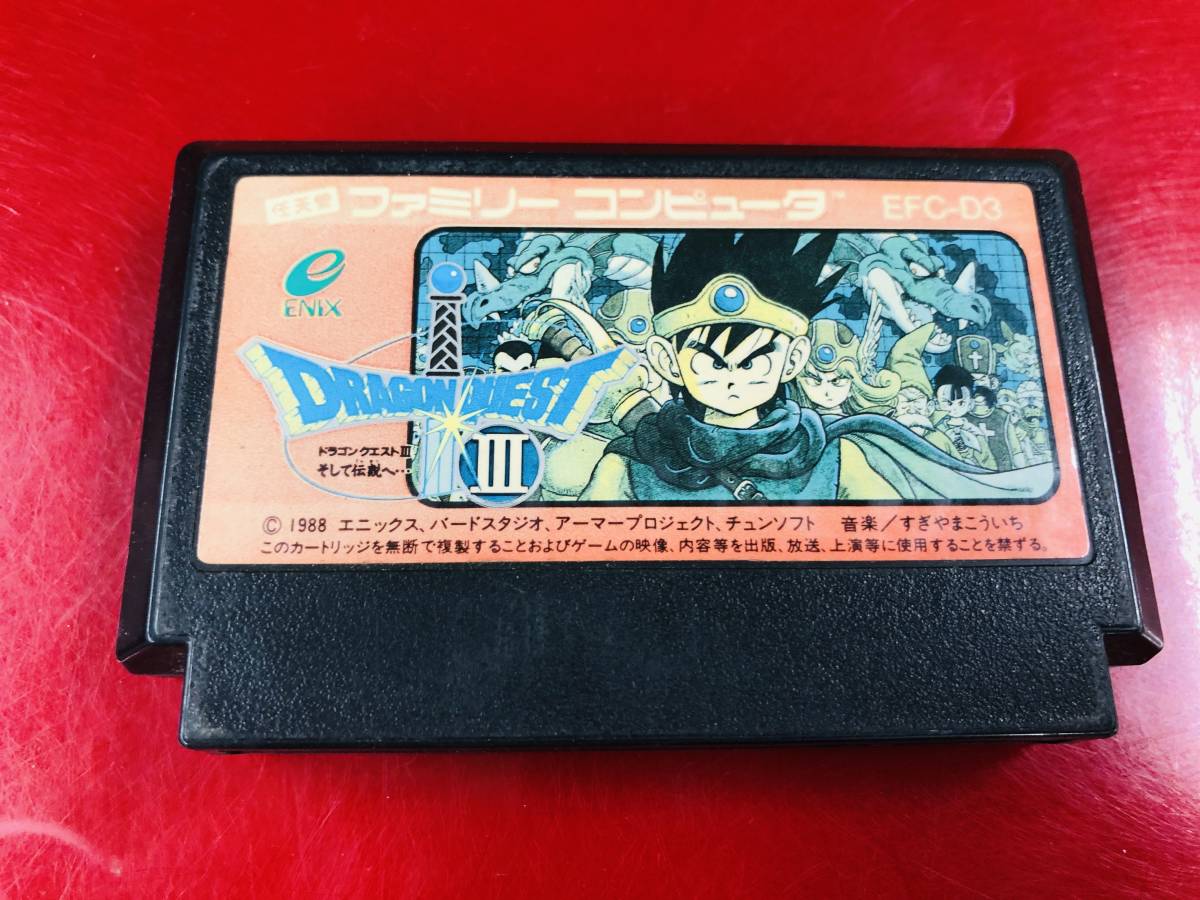 任天堂 ファミリー コンピュータ™ EFC-D3
e
ENIX
DRAGON QUEST
III
ドラゴンクエストIII
そして伝説へ…
© 1988 エニックス、バードスタジオ、アーマープロジェクト、チュンソフト 音楽／すぎやまこういち
このカートリッジを無断で複製することおよびゲームの映像、内容等を出版、放送、上演等に使用することを禁ずる。